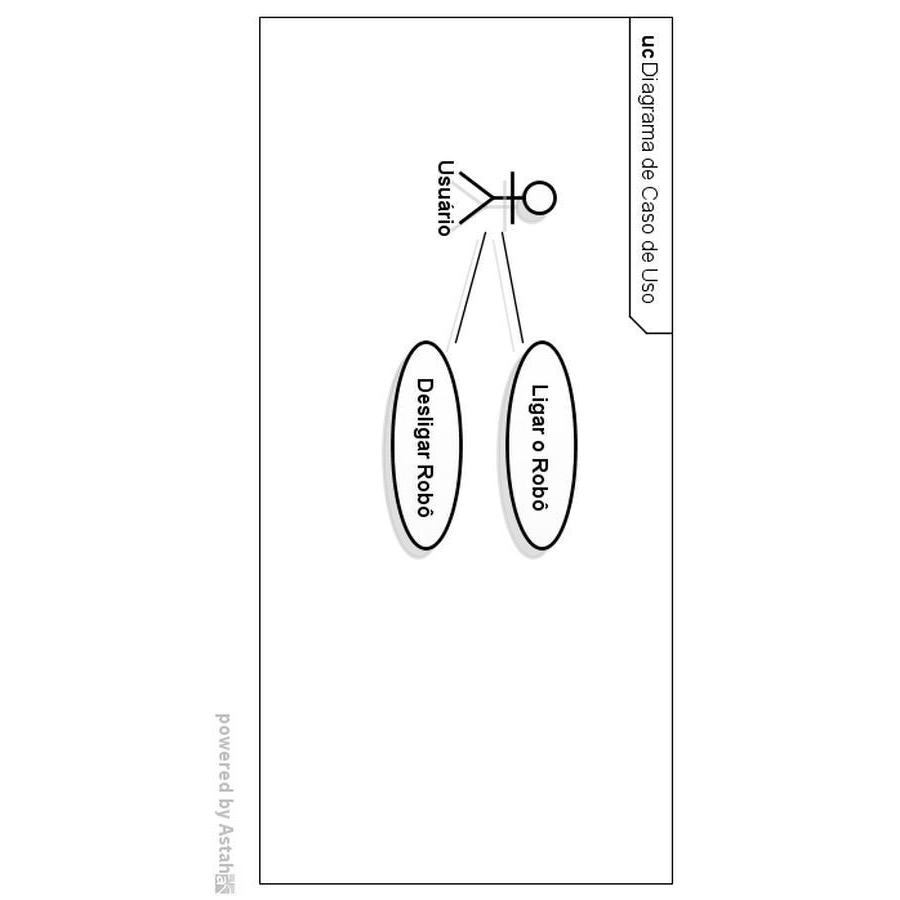 uc Diagrama de Caso de Uso
Ligar o Robô
Usuário
Desligar Robô
powered by Astah